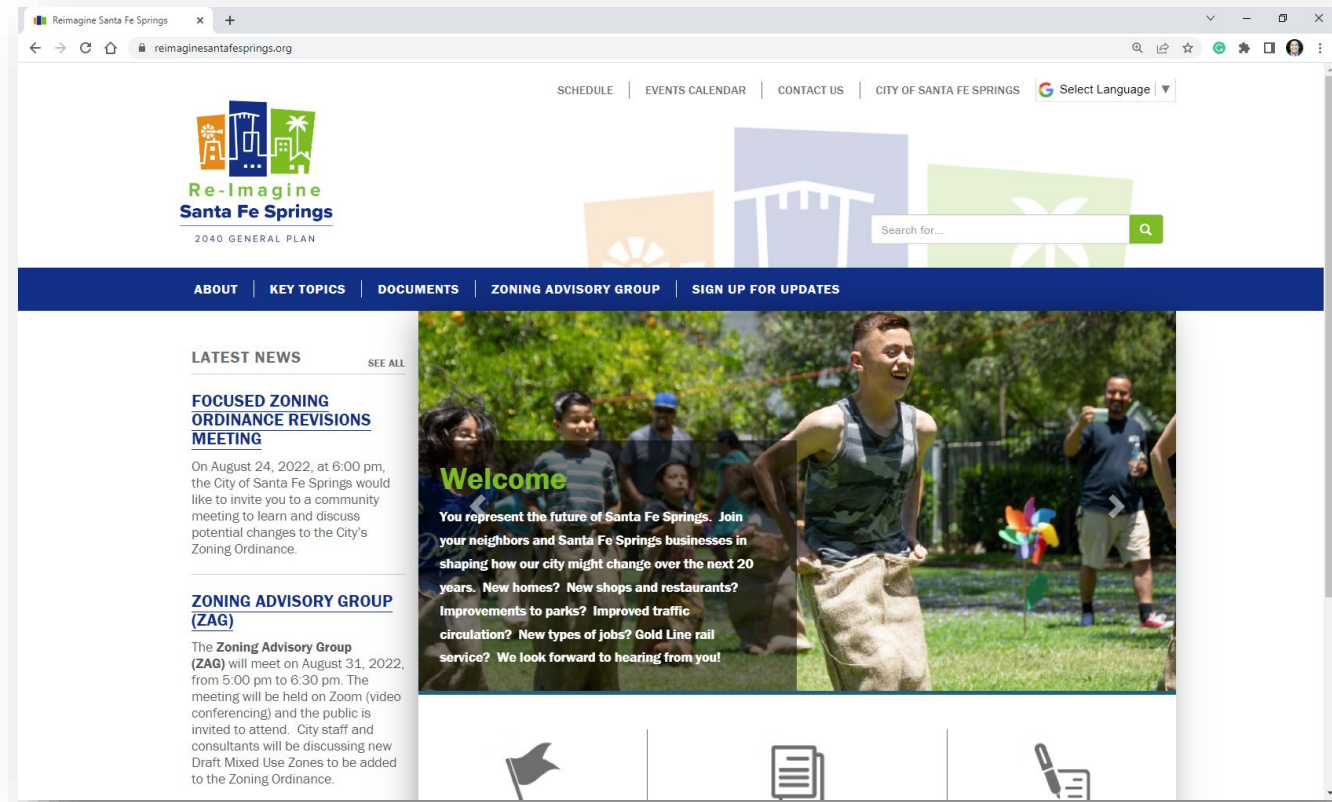 Reimagine Santa Fe Springs
reimaginesantafesprings.org
SCHEDULE
EVENTS CALENDAR
CONTACT US
CITY OF SANTA FE SPRINGS
Select Language
Re-Imagine
Santa Fe Springs
2040 GENERAL PLAN
Search for...
ABOUT
KEY TOPICS
DOCUMENTS
ZONING ADVISORY GROUP
SIGN UP FOR UPDATES
LATEST NEWS
SEE ALL
FOCUSED ZONING
ORDINANCE REVISIONS
MEETING
On August 24, 2022, at 6:00 pm,
the City of Santa Fe Springs would
like to invite you to a community
meeting to learn and discuss
potential changes to the City's
Zoning Ordinance.
ZONING ADVISORY GROUP
(ZAG)
The Zoning Advisory Group
(ZAG) will meet on August 31, 2022,
from 5:00 pm to 6:30 pm. The
meeting will be held on Zoom (video
conferencing) and the public is
invited to attend. City staff and
consultants will be discussing new
Draft Mixed Use Zones to be added
to the Zoning Ordinance.
Welcome
You represent the future of Santa Fe Springs. Join
your neighbors and Santa Fe Springs businesses in
shaping how our city might change over the next 20
years. New homes? New shops and restaurants?
Improvements to parks? Improved traffic
circulation? New types of jobs? Gold Line rail
service? We look forward to hearing from you!